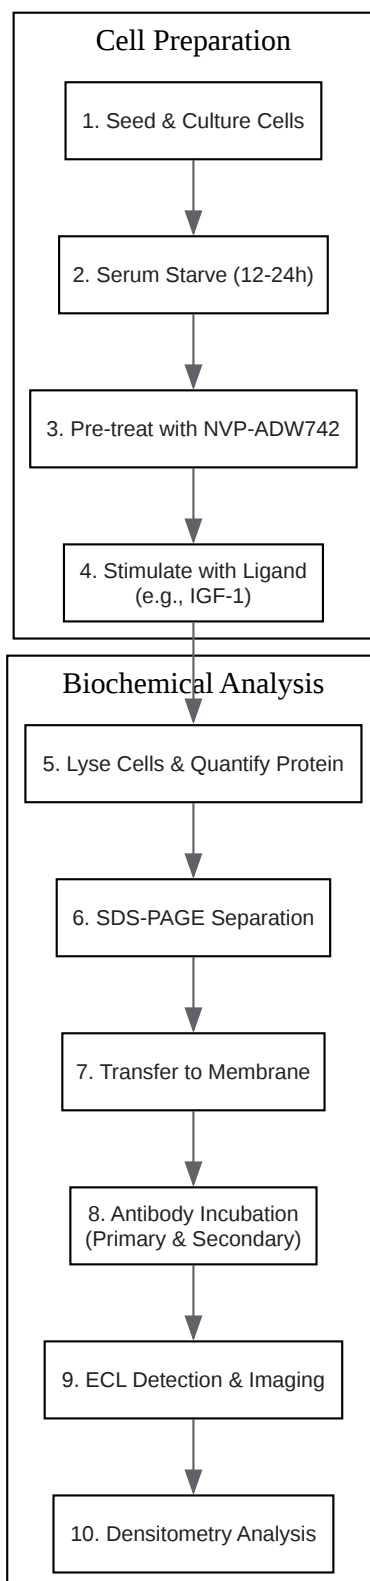 Cell Preparation
1. Seed & Culture Cells
2. Serum Starve (12-24h)
3. Pre-treat with NVP-ADW742
4. Stimulate with Ligand
(e.g., IGF-1)
Biochemical Analysis
5. Lyse Cells & Quantify Protein
6. SDS-PAGE Separation
7. Transfer to Membrane
8. Antibody Incubation
(Primary & Secondary)
9. ECL Detection & Imaging
10. Densitometry Analysis